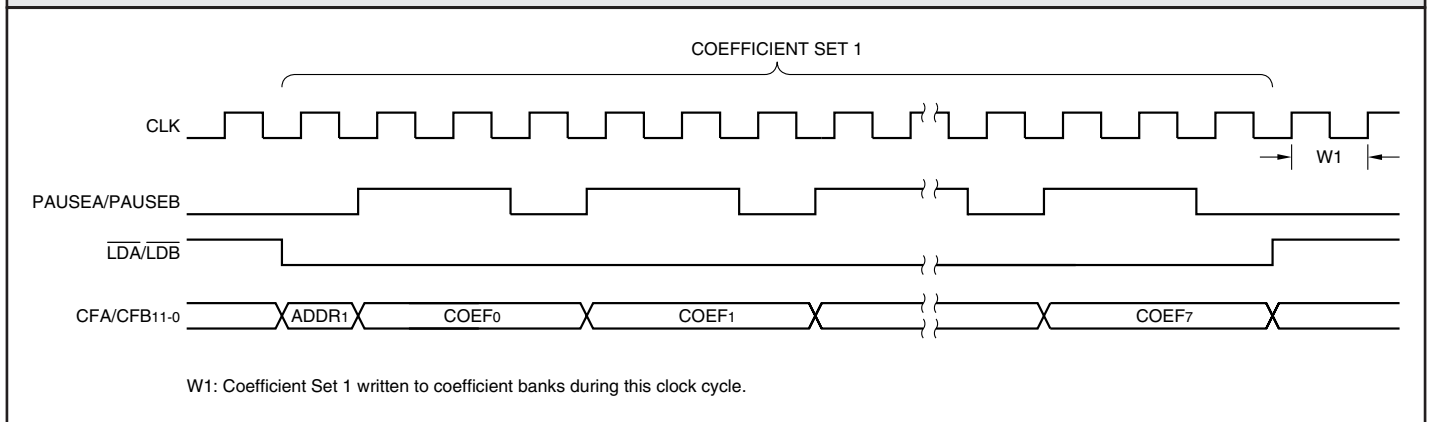 COEFFICIENT SET 1
CLK
W1
PAUSEA/PAUSEB
LDA/LDB
CFA/CFB11-0
ADDR1
COEF0
COEF1
COEF7
W1: Coefficient Set 1 written to coefficient banks during this clock cycle.